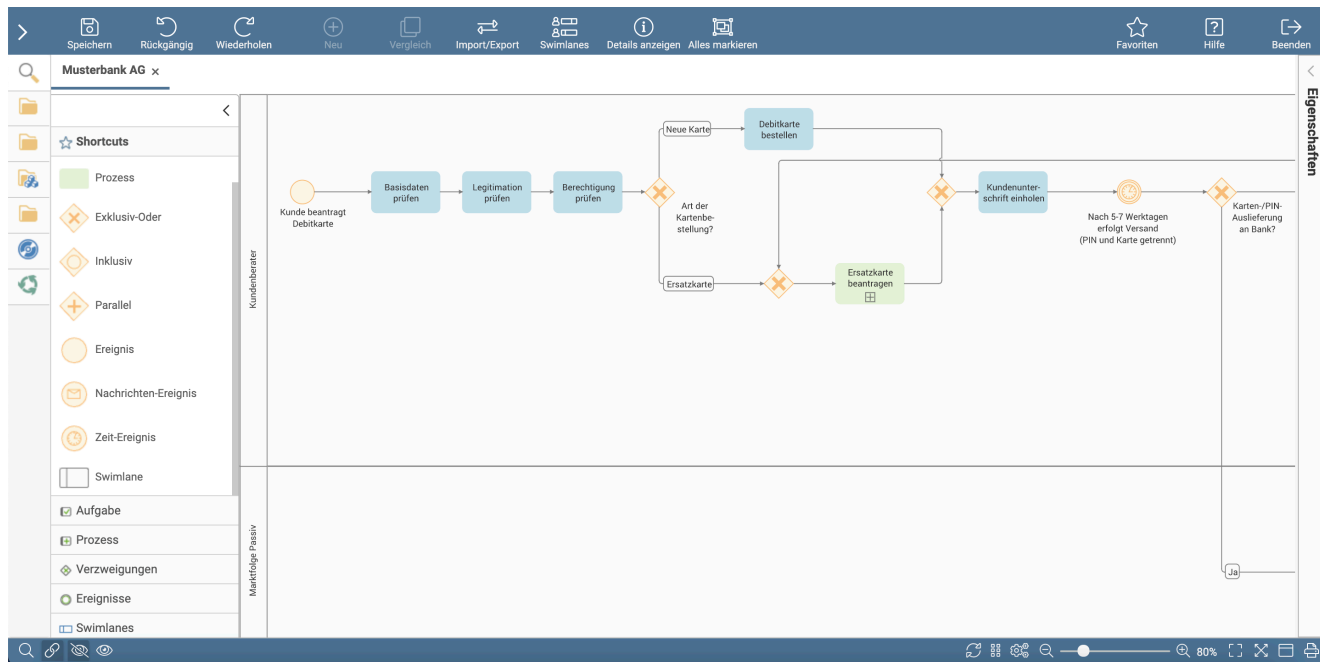 Speichern
Rückgängig
Wiederholen
Neu
Vergleich
Import/Export
Swimlanes
Details anzeigen
Alles markieren
Favoriten
Hilfe
Beenden
Musterbank AG
Eigenschaften
Shortcuts
Prozess
Exklusiv-Oder
Inklusiv
Parallel
Ereignis
Nachrichten-Ereignis
Zeit-Ereignis
Swimlane
Aufgabe
Prozess
Verzweigungen
Ereignisse
Swimlanes
Kundenberater
Kunde beantragt
Debitkarte
Basisdaten
prüfen
Legitimation
prüfen
Berechtigung
prüfen
Art der
Kartenbe-
stellung?
Neue Karte
Debitkarte
bestellen
Ersatzkarte
Ersatzkarte
beantragen
Kundenunter-
schrift einholen
Nach 5-7 Werktagen
erfolgt Versand
(PIN und Karte getrennt)
Karten-/PIN-
Auslieferung
an Bank?
Marktfolge Passiv
Ja
80%